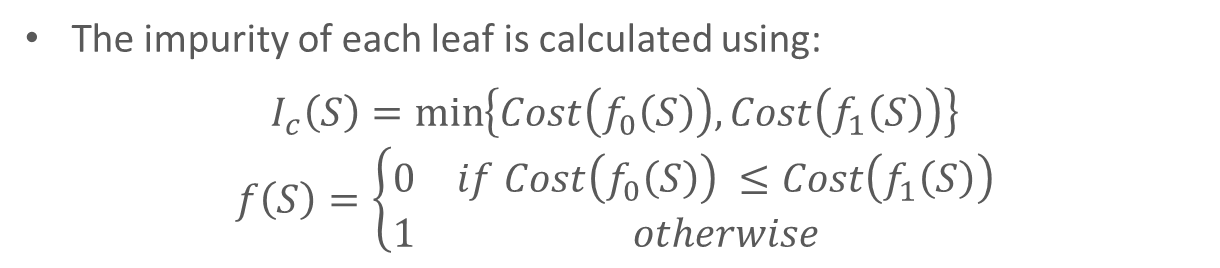 • The impurity of each leaf is calculated using:
I_c(S) = min{Cost(f_0(S)), Cost(f_1(S))}
f(S) = {0 if Cost(f_0(S)) ≤ Cost(f_1(S))
1 otherwise